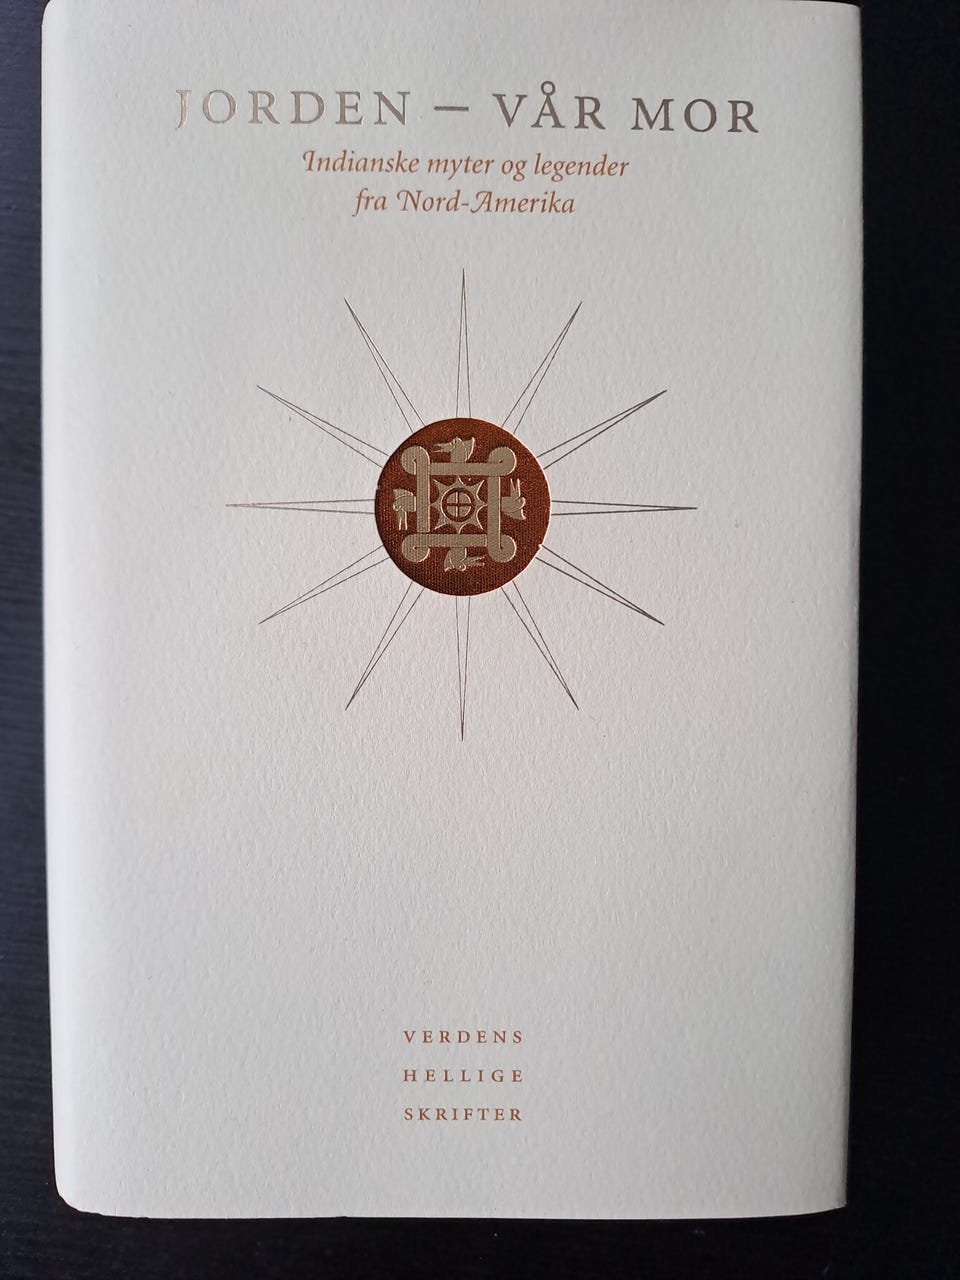 JORDEN – VÅR MOR
Indianske myter og legender
fra Nord-Amerika
VERDENS
HELLIGE
SKRIFTER